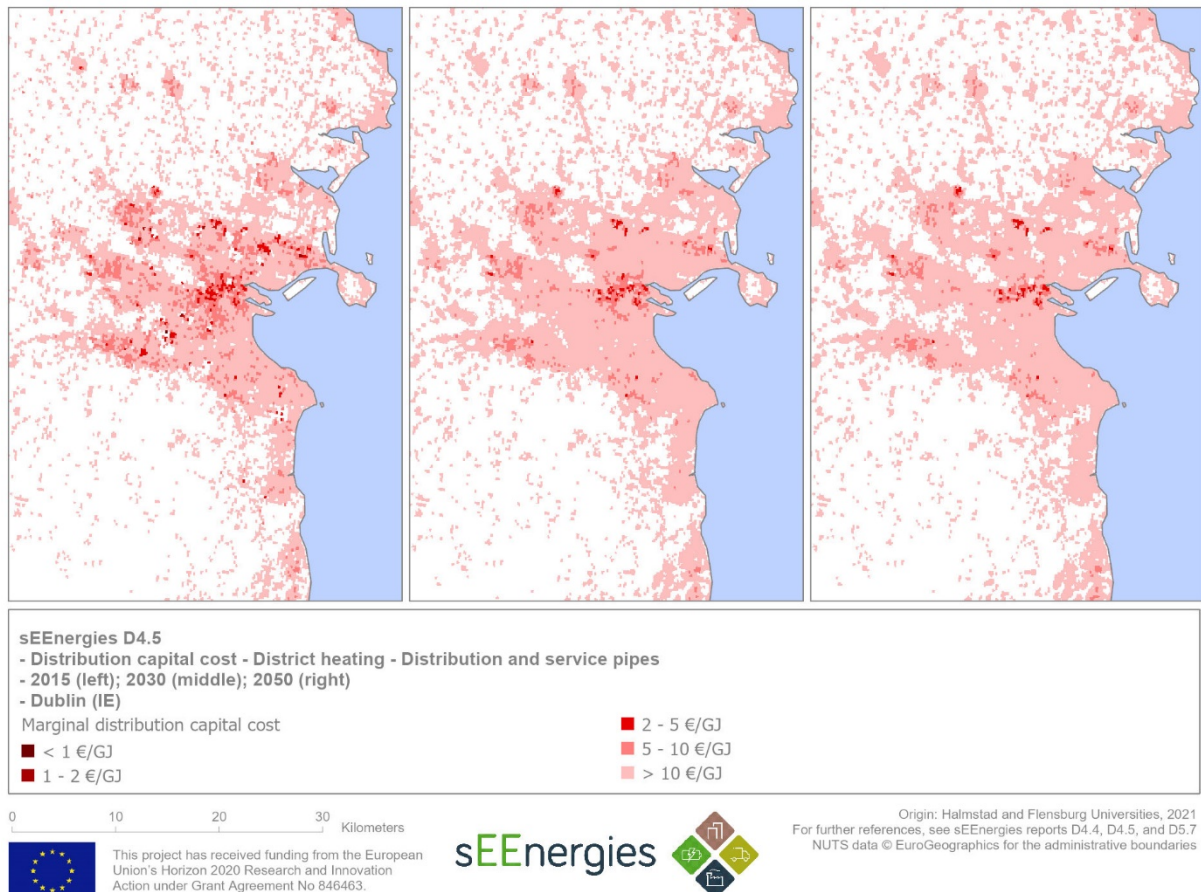 sEEnergies D4.5
- Distribution capital cost - District heating - Distribution and service pipes
- 2015 (left); 2030 (middle); 2050 (right)
- Dublin (IE)
Marginal distribution capital cost
< 1 €/GJ
1 - 2 €/GJ
2 - 5 €/GJ
5 - 10 €/GJ
> 10 €/GJ
0 10 20 30
Kilometers
This project has received funding from the European
Union's Horizon 2020 Research and Innovation
Action under Grant Agreement No 846463.
sEEnergies
Origin: Halmstad and Flensburg Universities, 2021
For further references, see sEEnergies reports D4.4, D4.5, and D5.7
NUTS data © EuroGeographics for the administrative boundaries